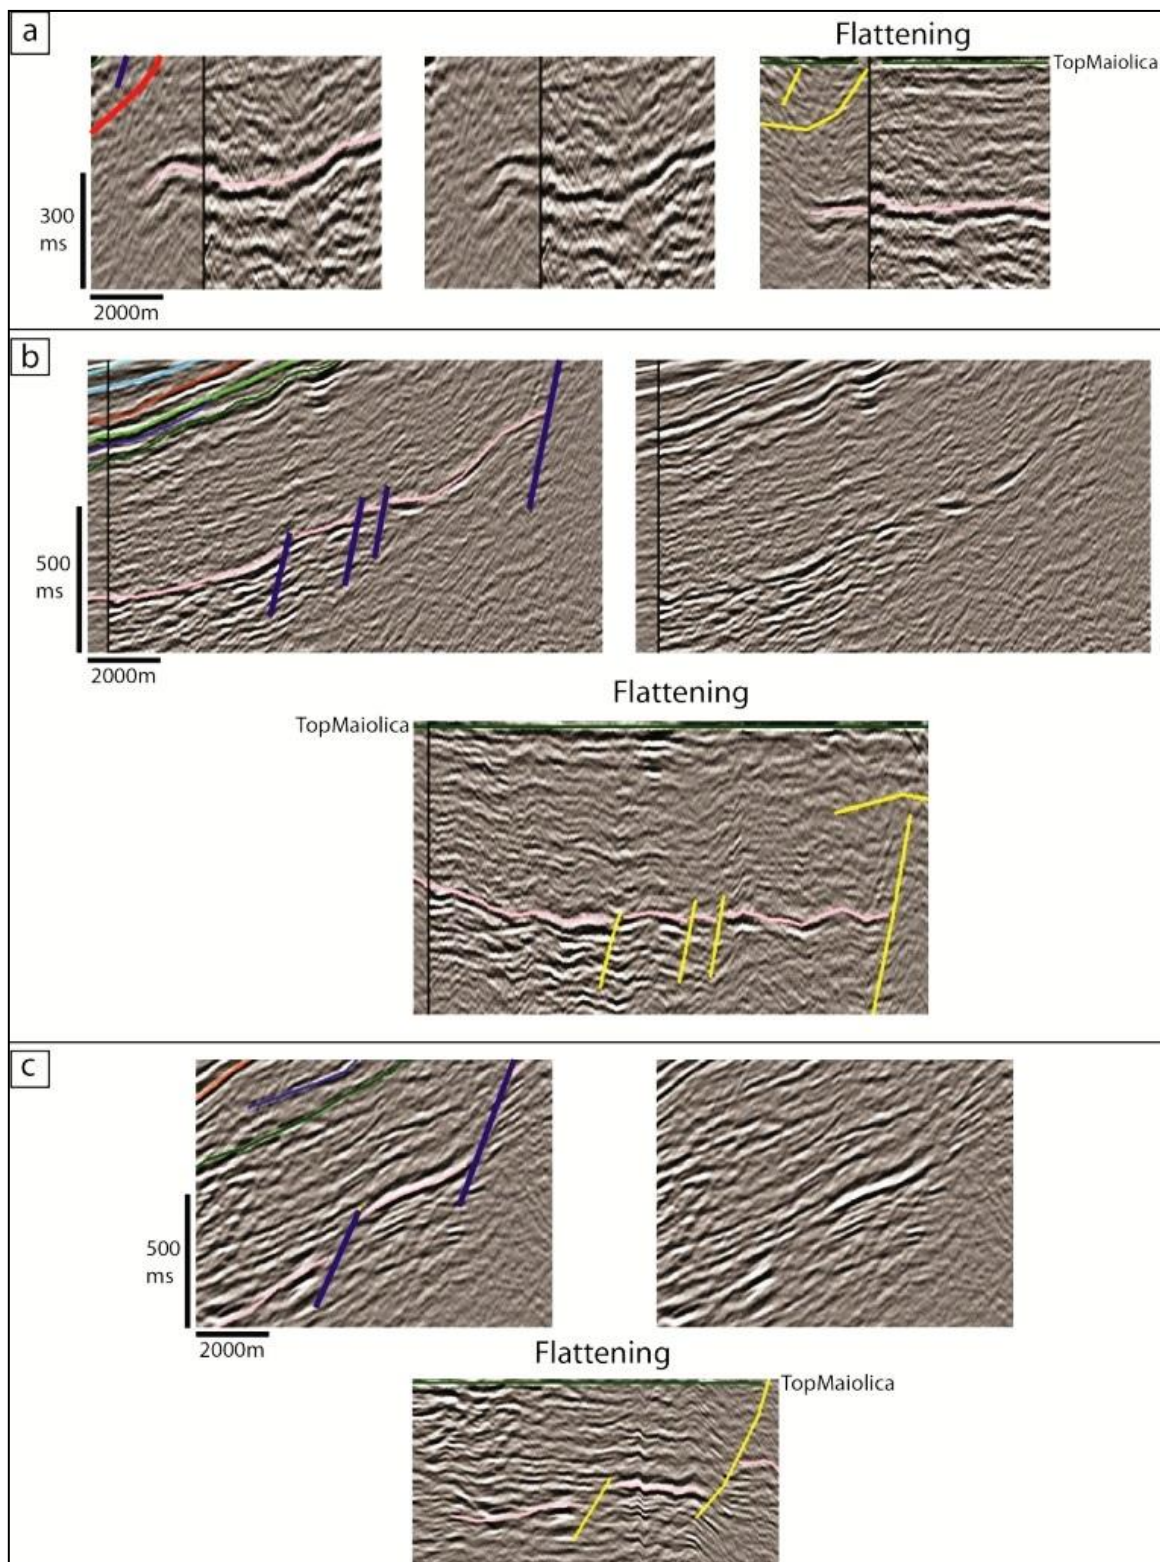 a
Flattening
TopMaiolica
300
ms
2000m
b
500
ms
2000m
Flattening
TopMaiolica
c
500
ms
2000m
Flattening
TopMaiolica